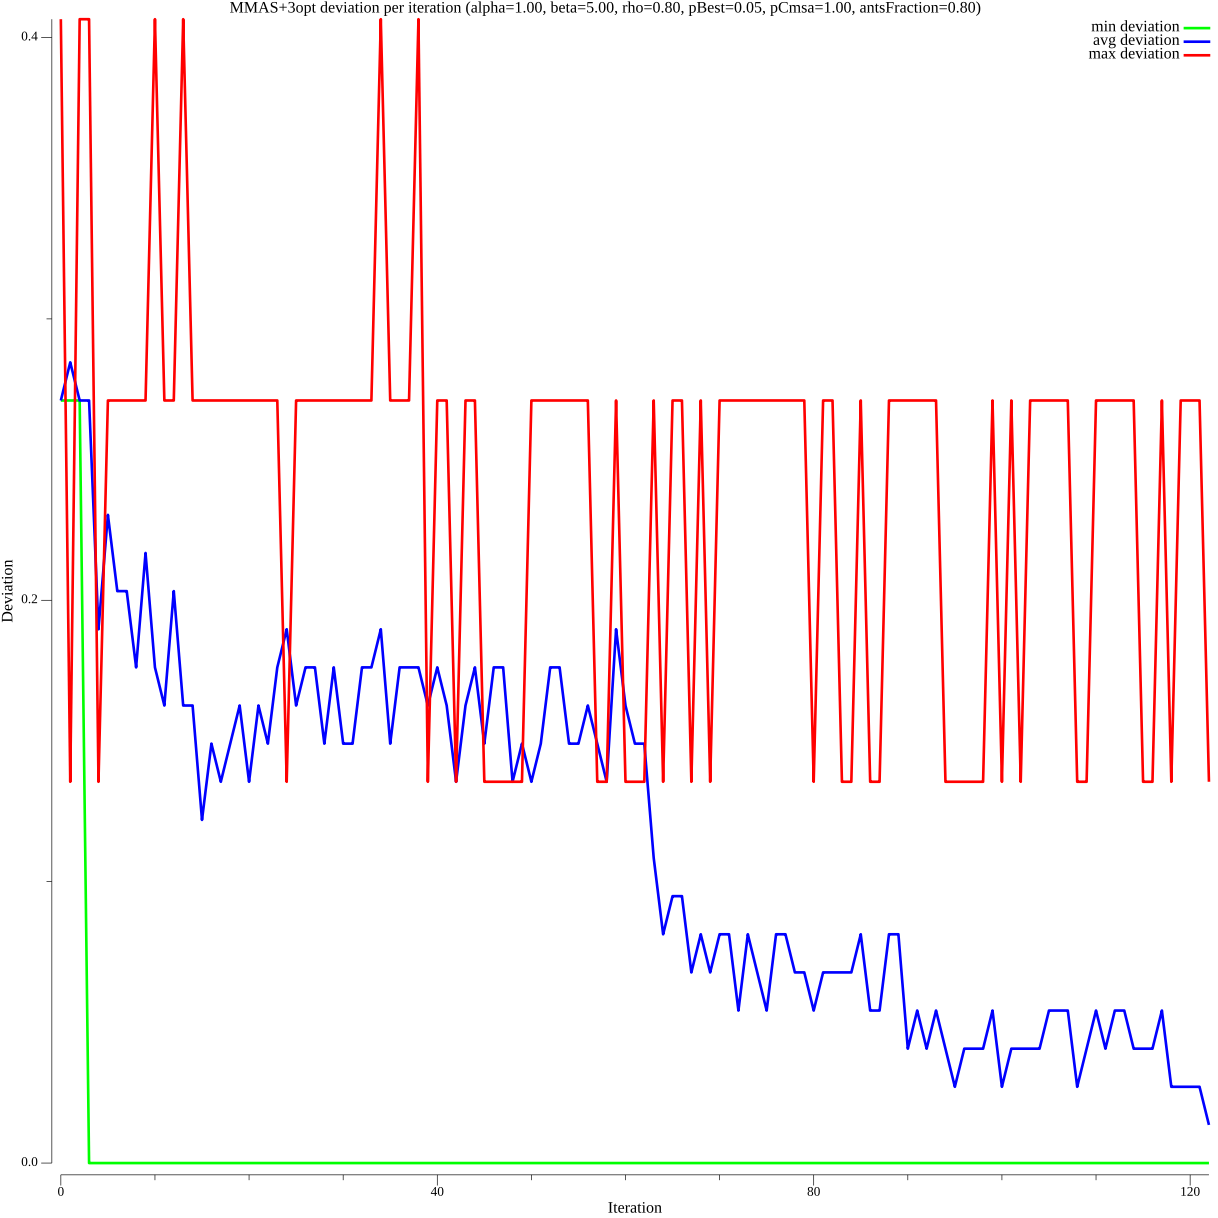 MMAS+3opt deviation per iteration (alpha=1.00, beta=5.00, rho=0.80, pBest=0.05, pCmsa=1.00, antsFraction=0.80)
min deviation
avg deviation
max deviation
0.4
0.2
0.0
Deviation
0
40
80
120
Iteration